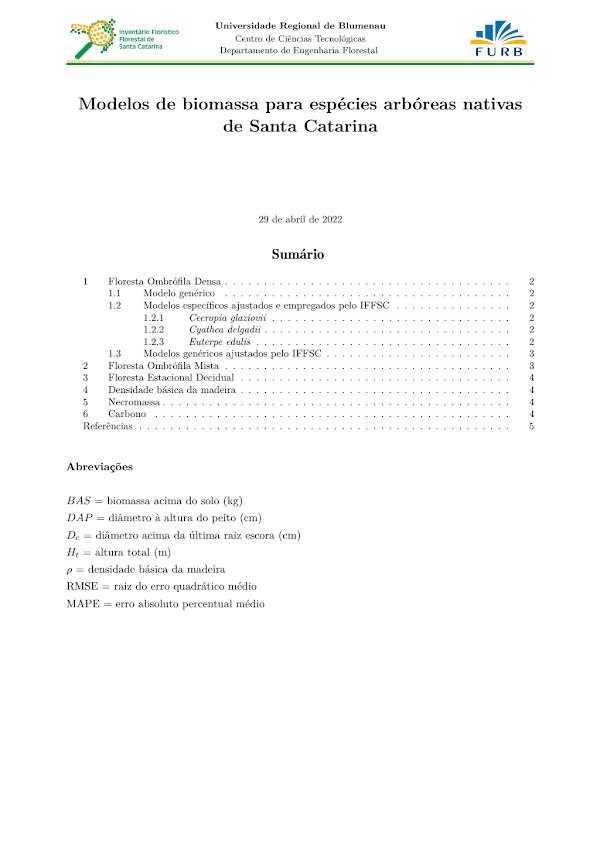 Inventário Florístico
Florestal de
Santa Catarina
Universidade Regional de Blumenau
Centro de Ciências Tecnológicas
Departamento de Engenharia Florestal
FURB
Modelos de biomassa para espécies arbóreas nativas
de Santa Catarina
29 de abril de 2022
Sumário
1 Floresta Ombrófila Densa . . . . . . . . . . . . . . . . . . . . . . . . . . . . . . . . . . . . . 2
1.1 Modelo genérico . . . . . . . . . . . . . . . . . . . . . . . . . . . . . . . . . . . . . 2
1.2 Modelos específicos ajustados e empregados pelo IFFSC . . . . . . . . . . . . . . . 2
1.2.1 Cecropia glaziovii . . . . . . . . . . . . . . . . . . . . . . . . . . . . . . . 2
1.2.2 Cyathea delgadii . . . . . . . . . . . . . . . . . . . . . . . . . . . . . . . . 2
1.2.3 Euterpe edulis . . . . . . . . . . . . . . . . . . . . . . . . . . . . . . . . . 2
1.3 Modelos genéricos ajustados pelo IFFSC . . . . . . . . . . . . . . . . . . . . . . . . 3
2 Floresta Ombrófila Mista . . . . . . . . . . . . . . . . . . . . . . . . . . . . . . . . . . . . . 3
3 Floresta Estacional Decidual . . . . . . . . . . . . . . . . . . . . . . . . . . . . . . . . . . . 4
4 Densidade básica da madeira . . . . . . . . . . . . . . . . . . . . . . . . . . . . . . . . . . . 4
5 Necromassa . . . . . . . . . . . . . . . . . . . . . . . . . . . . . . . . . . . . . . . . . . . . . 4
6 Carbono . . . . . . . . . . . . . . . . . . . . . . . . . . . . . . . . . . . . . . . . . . . . . . 4
Referências . . . . . . . . . . . . . . . . . . . . . . . . . . . . . . . . . . . . . . . . . . . . . . . 5
Abreviações
BAS = biomassa acima do solo (kg)
DAP = diâmetro à altura do peito (cm)
Dc = diâmetro acima da última raiz escora (cm)
Ht = altura total (m)
ρ = densidade básica da madeira
RMSE = raiz do erro quadrático médio
MAPE = erro absoluto percentual médio